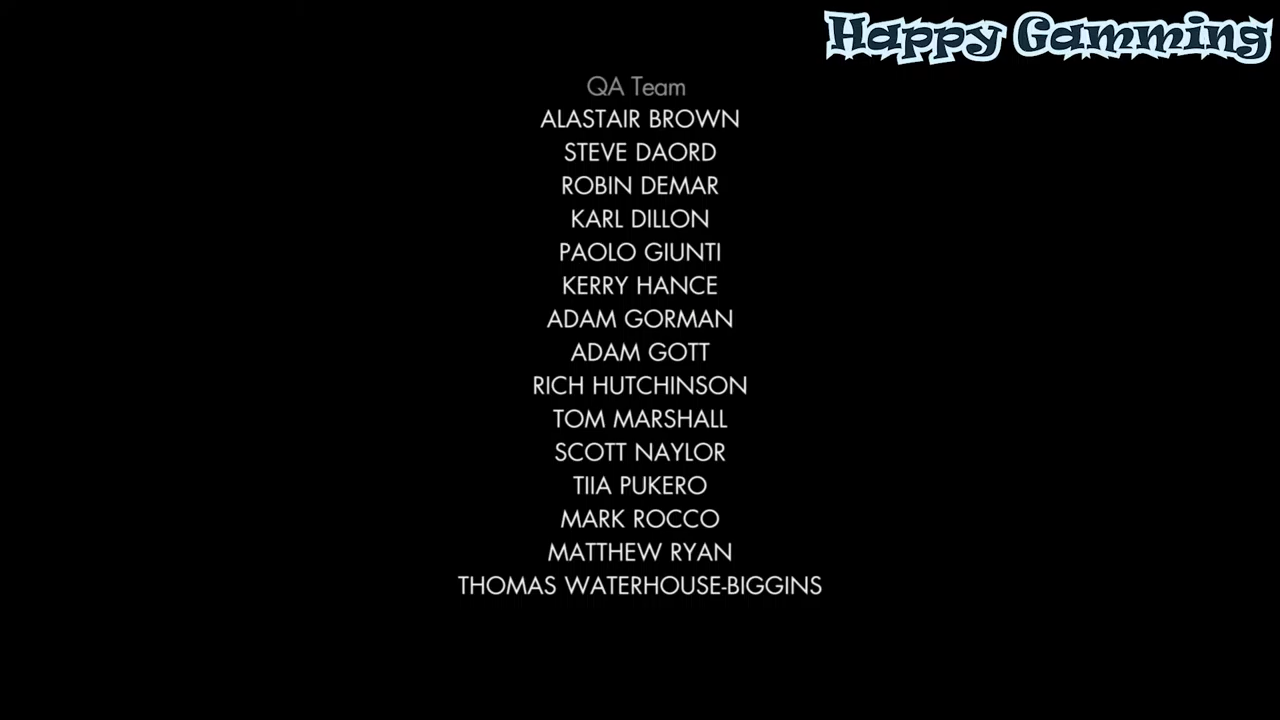 Happy Gamming
QA Team
ALASTAIR BROWN
STEVE DAORD
ROBIN DEMAR
KARL DILLON
PAOLO GIUNTI
KERRY HANCE
ADAM GORMAN
ADAM GOTT
RICH HUTCHINSON
TOM MARSHALL
SCOTT NAYLOR
TIIA PUKERO
MARK ROCCO
MATTHEW RYAN
THOMAS WATERHOUSE-BIGGINS